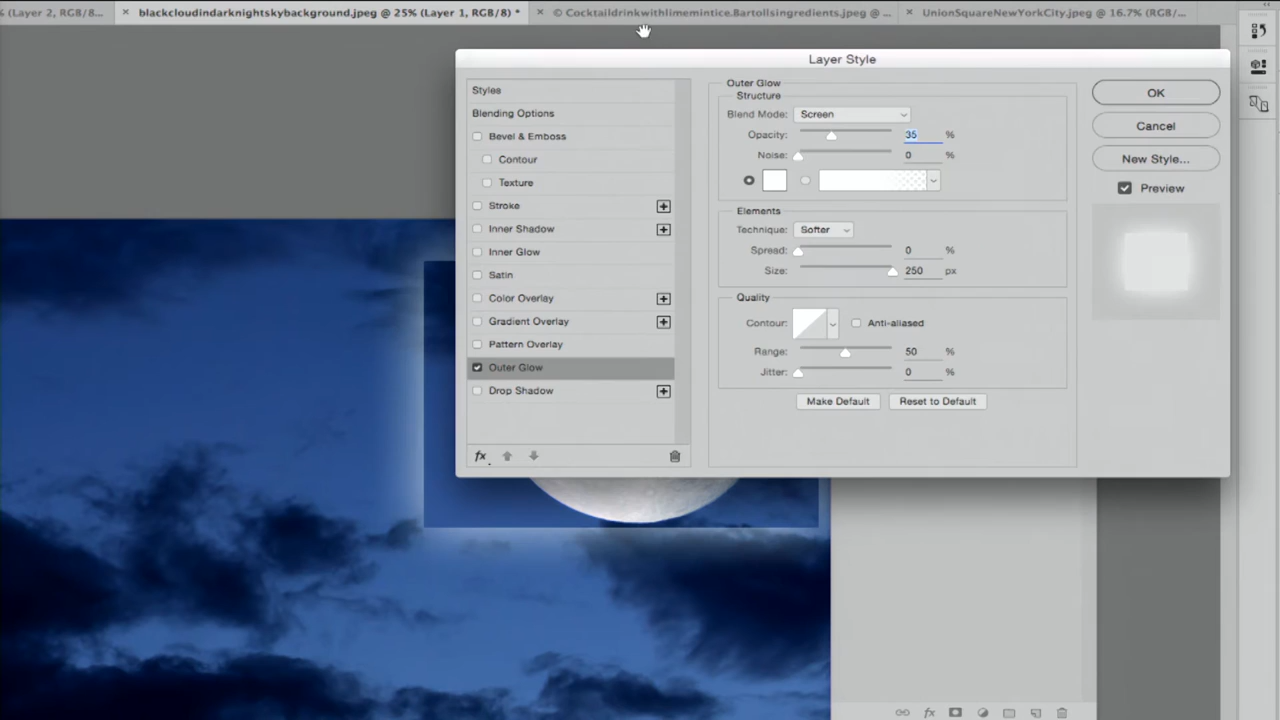 % (Layer 2, RGB/8...
× blackcloudindarknightskybackground.jpeg @ 25% (Layer 1, RGB/8) *
× © Cocktaildrinkwithlimemintice.Bartollsingredients.jpeg @ ...
× UnionSquareNewYorkCity.jpeg @ 16.7% (RGB/...
Layer Style
Styles
Blending Options
Bevel & Emboss
Contour
Texture
Stroke
Inner Shadow
Inner Glow
Satin
Color Overlay
Gradient Overlay
Pattern Overlay
Outer Glow
Drop Shadow
fx
Outer Glow
Structure
Blend Mode: Screen
Opacity: 35 %
Noise: 0 %
Elements
Technique: Softer
Spread: 0 %
Size: 250 px
Quality
Contour: Anti-aliased
Range: 50 %
Jitter: 0 %
Make Default Reset to Default
OK
Cancel
New Style...
Preview
fx